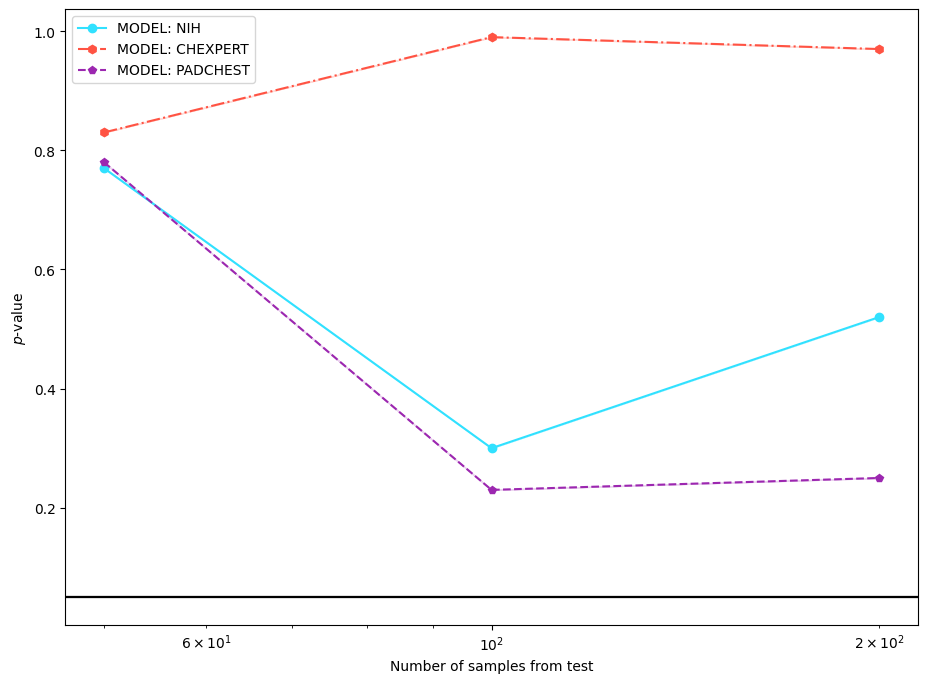 MODEL: NIH
MODEL: CHEXPERT
MODEL: PADCHEST
1.0
0.8
0.6
0.4
0.2
p-value
6 × 10¹
10²
2 × 10²
Number of samples from test